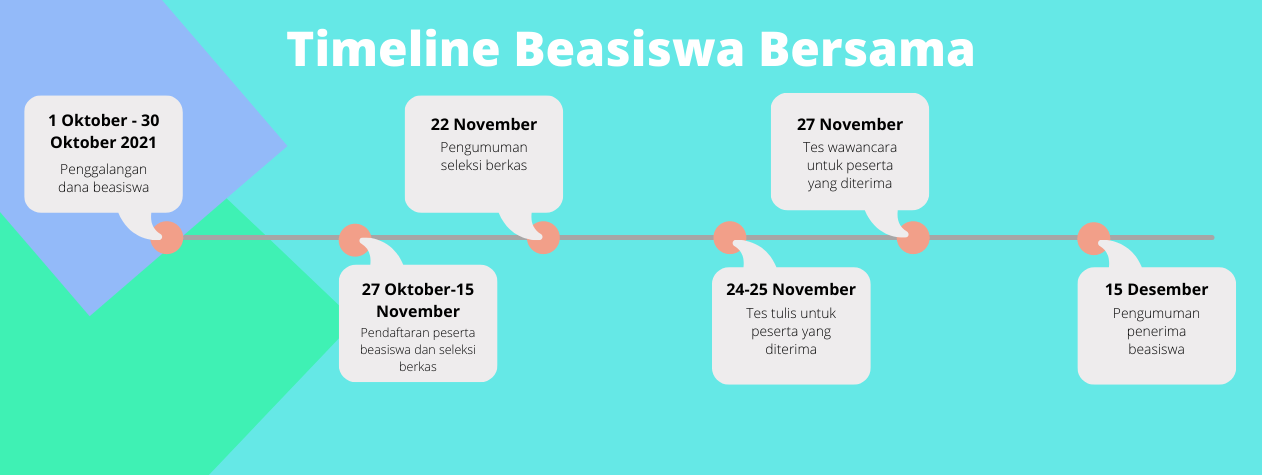 Timeline Beasiswa Bersama
1 Oktober - 30
Oktober 2021
Penggalangan
dana beasiswa
27 Oktober-15
November
Pendaftaran peserta
beasiswa dan seleksi
berkas
22 November
Pengumuman
seleksi berkas
24-25 November
Tes tulis untuk
peserta yang
diterima
27 November
Tes wawancara
untuk peserta
yang diterima
15 Desember
Pengumuman
penerima
beasiswa